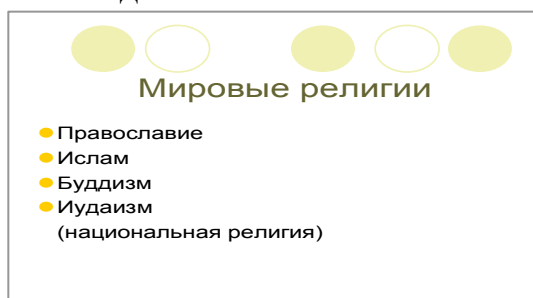 Мировые религии
Православие
Ислам
Буддизм
Иудаизм
(национальная религия)